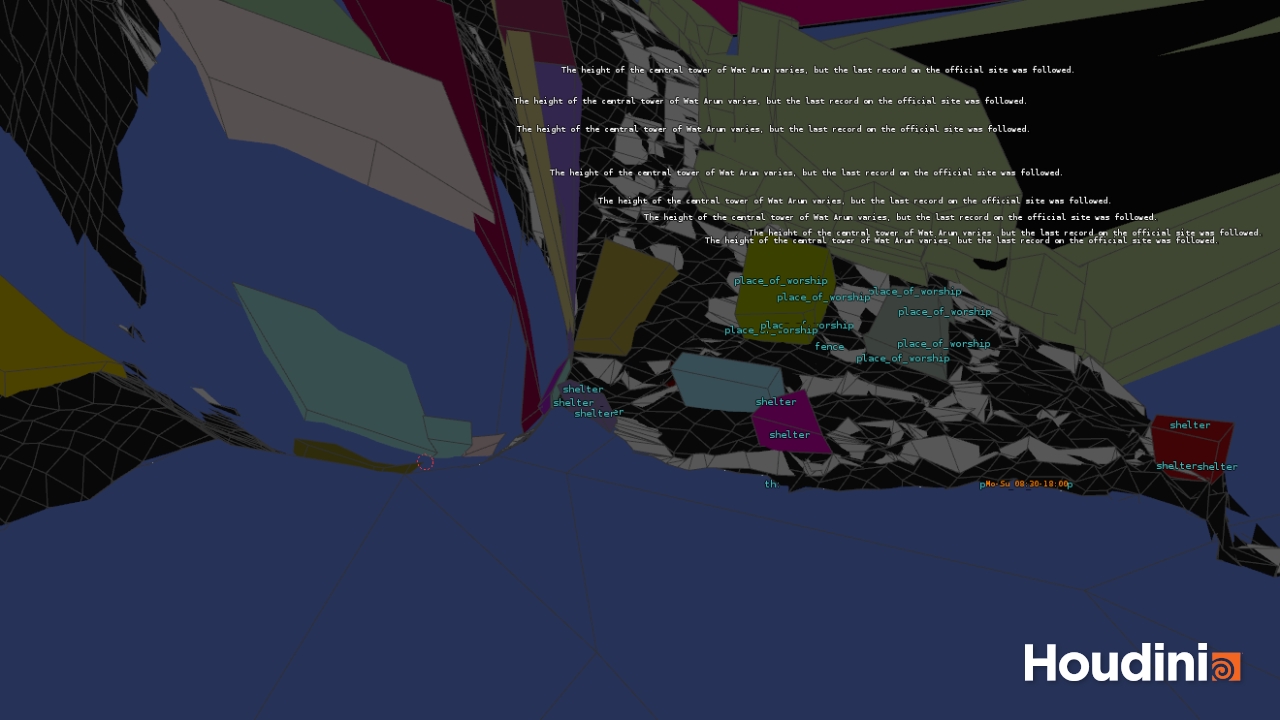 The height of the central tower of Wat Arun varies, but the last record on the official site was followed.
The height of the central tower of Wat Arun varies, but the last record on the official site was followed.
The height of the central tower of Wat Arun varies, but the last record on the official site was followed.
The height of the central tower of Wat Arun varies, but the last record on the official site was followed.
The height of the central tower of Wat Arun varies, but the last record on the official site was followed.
The height of the central tower of Wat Arun varies, but the last record on the official site was followed.
The height of the central tower of Wat Arun varies, but the last record on the official site was followed.
The height of the central tower of Wat Arun varies, but the last record on the official site was followed.
place_of_worship
place_of_worship
place_of_worship
place_of_worship
place_of_worship
place_of_worship
place_of_worship
fence
place_of_worship
shelter
shelter
shelter
shelter
shelter
shelter
shelter
shelter
Mo-Su 08:30-18:00
Houdini